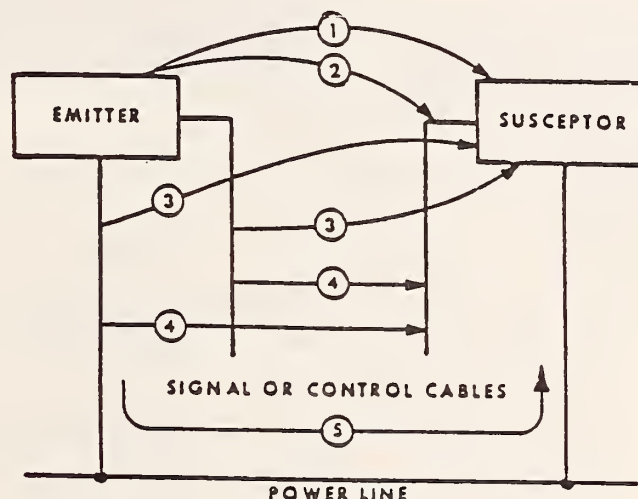 1
2
EMITTER
SUSCEPTOR
3
3
4
4
SIGNAL OR CONTROL CABLES
5
POWER LINE